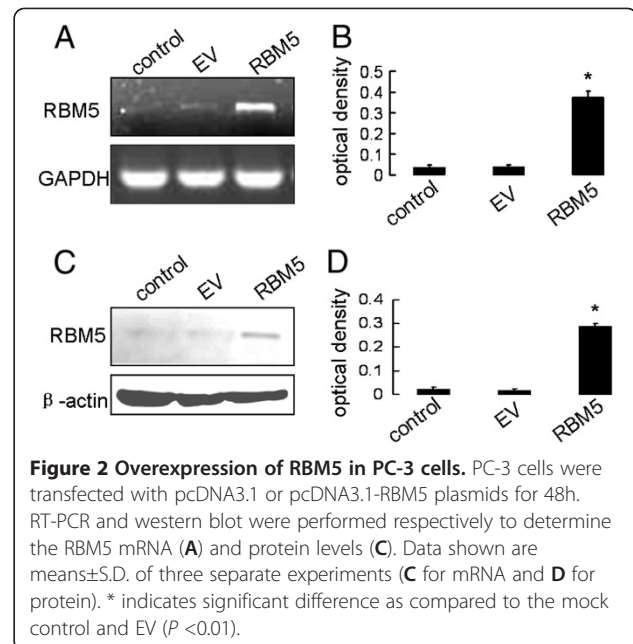 A
control
EV
RBM5
RBM5
GAPDH
B
optical density
0.5
0.4
0.3
0.2
0.1
0
*
control
EV
RBM5
C
control
EV
RBM5
RBM5
β -actin
D
optical density
0.4
0.3
0.2
0.1
0
*
control
EV
RBM5
Figure 2 Overexpression of RBM5 in PC-3 cells. PC-3 cells were
transfected with pcDNA3.1 or pcDNA3.1-RBM5 plasmids for 48h.
RT-PCR and western blot were performed respectively to determine
the RBM5 mRNA (A) and protein levels (C). Data shown are
means±S.D. of three separate experiments (C for mRNA and D for
protein). * indicates significant difference as compared to the mock
control and EV (P <0.01).